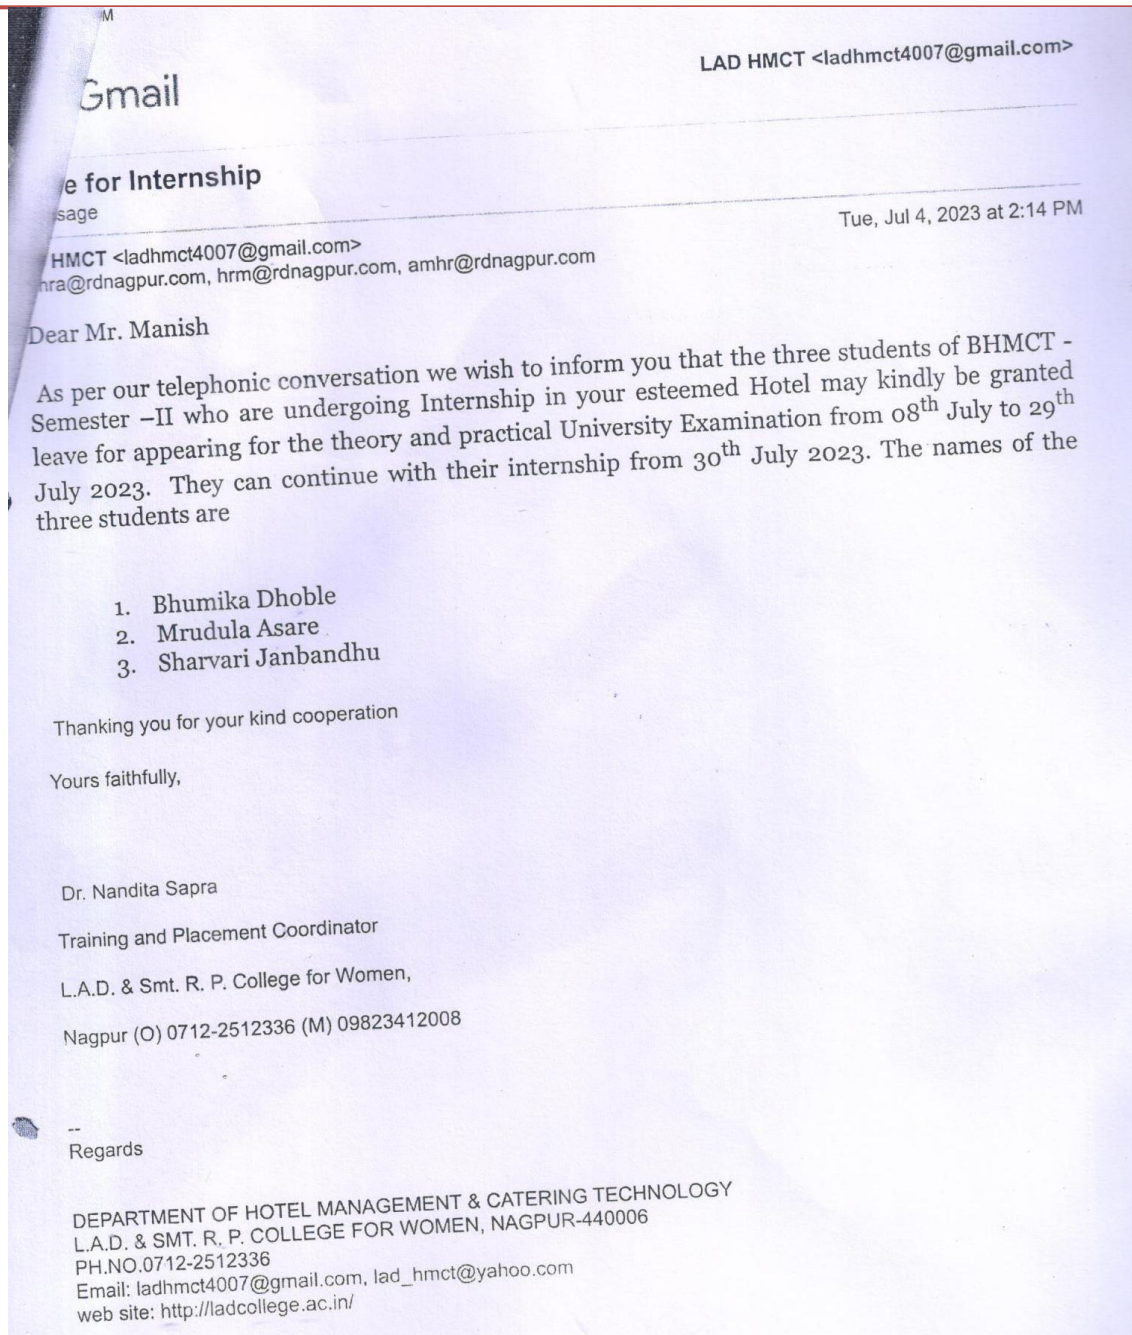 M
Gmail
LAD HMCT <ladhmct4007@gmail.com>
for Internship
Tue, Jul 4, 2023 at 2:14 PM
HMCT <ladhmct4007@gmail.com>
hra@rdnagpur.com, hrm@rdnagpur.com, amhr@rdnagpur.com
Dear Mr. Manish
As per our telephonic conversation we wish to inform you that the three students of BHMCT -
Semester –II who are undergoing Internship in your esteemed Hotel may kindly be granted
leave for appearing for the theory and practical University Examination from 08th July to 29th
July 2023. They can continue with their internship from 30th July 2023. The names of the
three students are
1. Bhumika Dhoble
2. Mrudula Asare
3. Sharvari Janbandhu
Thanking you for your kind cooperation
Yours faithfully,
Dr. Nandita Sapra
Training and Placement Coordinator
L.A.D. & Smt. R. P. College for Women,
Nagpur (O) 0712-2512336 (M) 09823412008
--
Regards
DEPARTMENT OF HOTEL MANAGEMENT & CATERING TECHNOLOGY
L.A.D. & SMT. R. P. COLLEGE FOR WOMEN, NAGPUR-440006
PH.NO.0712-2512336
Email: ladhmct4007@gmail.com, lad_hmct@yahoo.com
web site: http://ladcollege.ac.in/